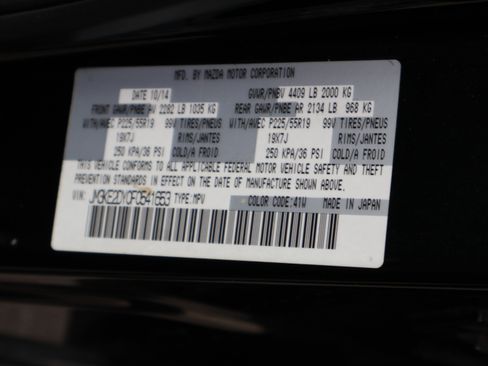 MFD. BY MAZDA MOTOR CORPORATION
DATE 10/14 GVWR/PNBV 4409 LB 2000 KG
FRONT GAWR/PNBE AV 2282 LB 1035 KG REAR GAWR/PNBE AR 2134 LB 968 KG
WITH/AVEC P225/55R19 99V TIRES/PNEUS WITH/AVEC P225/55R19 99V TIRES/PNEUS
19X7J RIMS/JANTES 19X7J RIMS/JANTES
250 KPA/36 PSI COLD/A FROID 250 KPA/36 PSI COLD/A FROID
THIS VEHICLE CONFORMS TO ALL APPLICABLE FEDERAL MOTOR VEHICLE SAFETY AND THEFT
PREVENTION STANDARDS IN EFFECT ON THE DATE OF MANUFACTURE SHOWN ABOVE.
VIN: JM3KE2DY0F0541653 TYPE:MPV COLOR CODE:41W MADE IN JAPAN